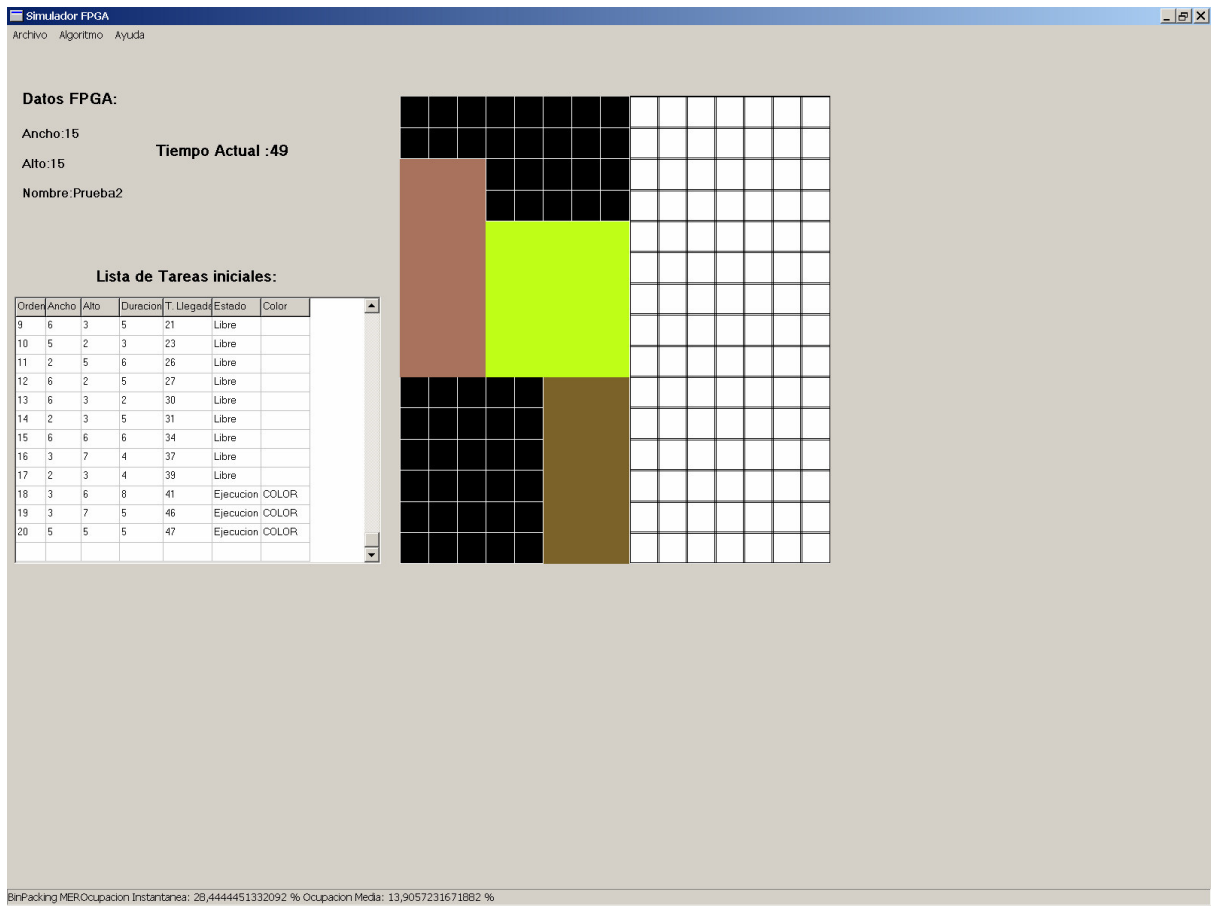 Simulador FPGA
Archivo Algoritmo Ayuda
Datos FPGA:
Ancho:15
Tiempo Actual :49
Alto:15
Nombre:Prueba2
Lista de Tareas iniciales:
Orden Ancho Alto Duracion T. Llegada Estado Color
9 6 3 5 21 Libre
10 5 2 3 23 Libre
11 2 5 6 26 Libre
12 6 2 5 27 Libre
13 6 3 2 30 Libre
14 2 3 5 31 Libre
15 6 6 6 34 Libre
16 3 7 4 37 Libre
17 2 3 4 39 Libre
18 3 6 8 41 Ejecucion COLOR
19 3 7 5 46 Ejecucion COLOR
20 5 5 5 47 Ejecucion COLOR
BinPacking MEROcupacion Instantanea: 28,4444451332092 % Ocupacion Media: 13,9057231671882 %